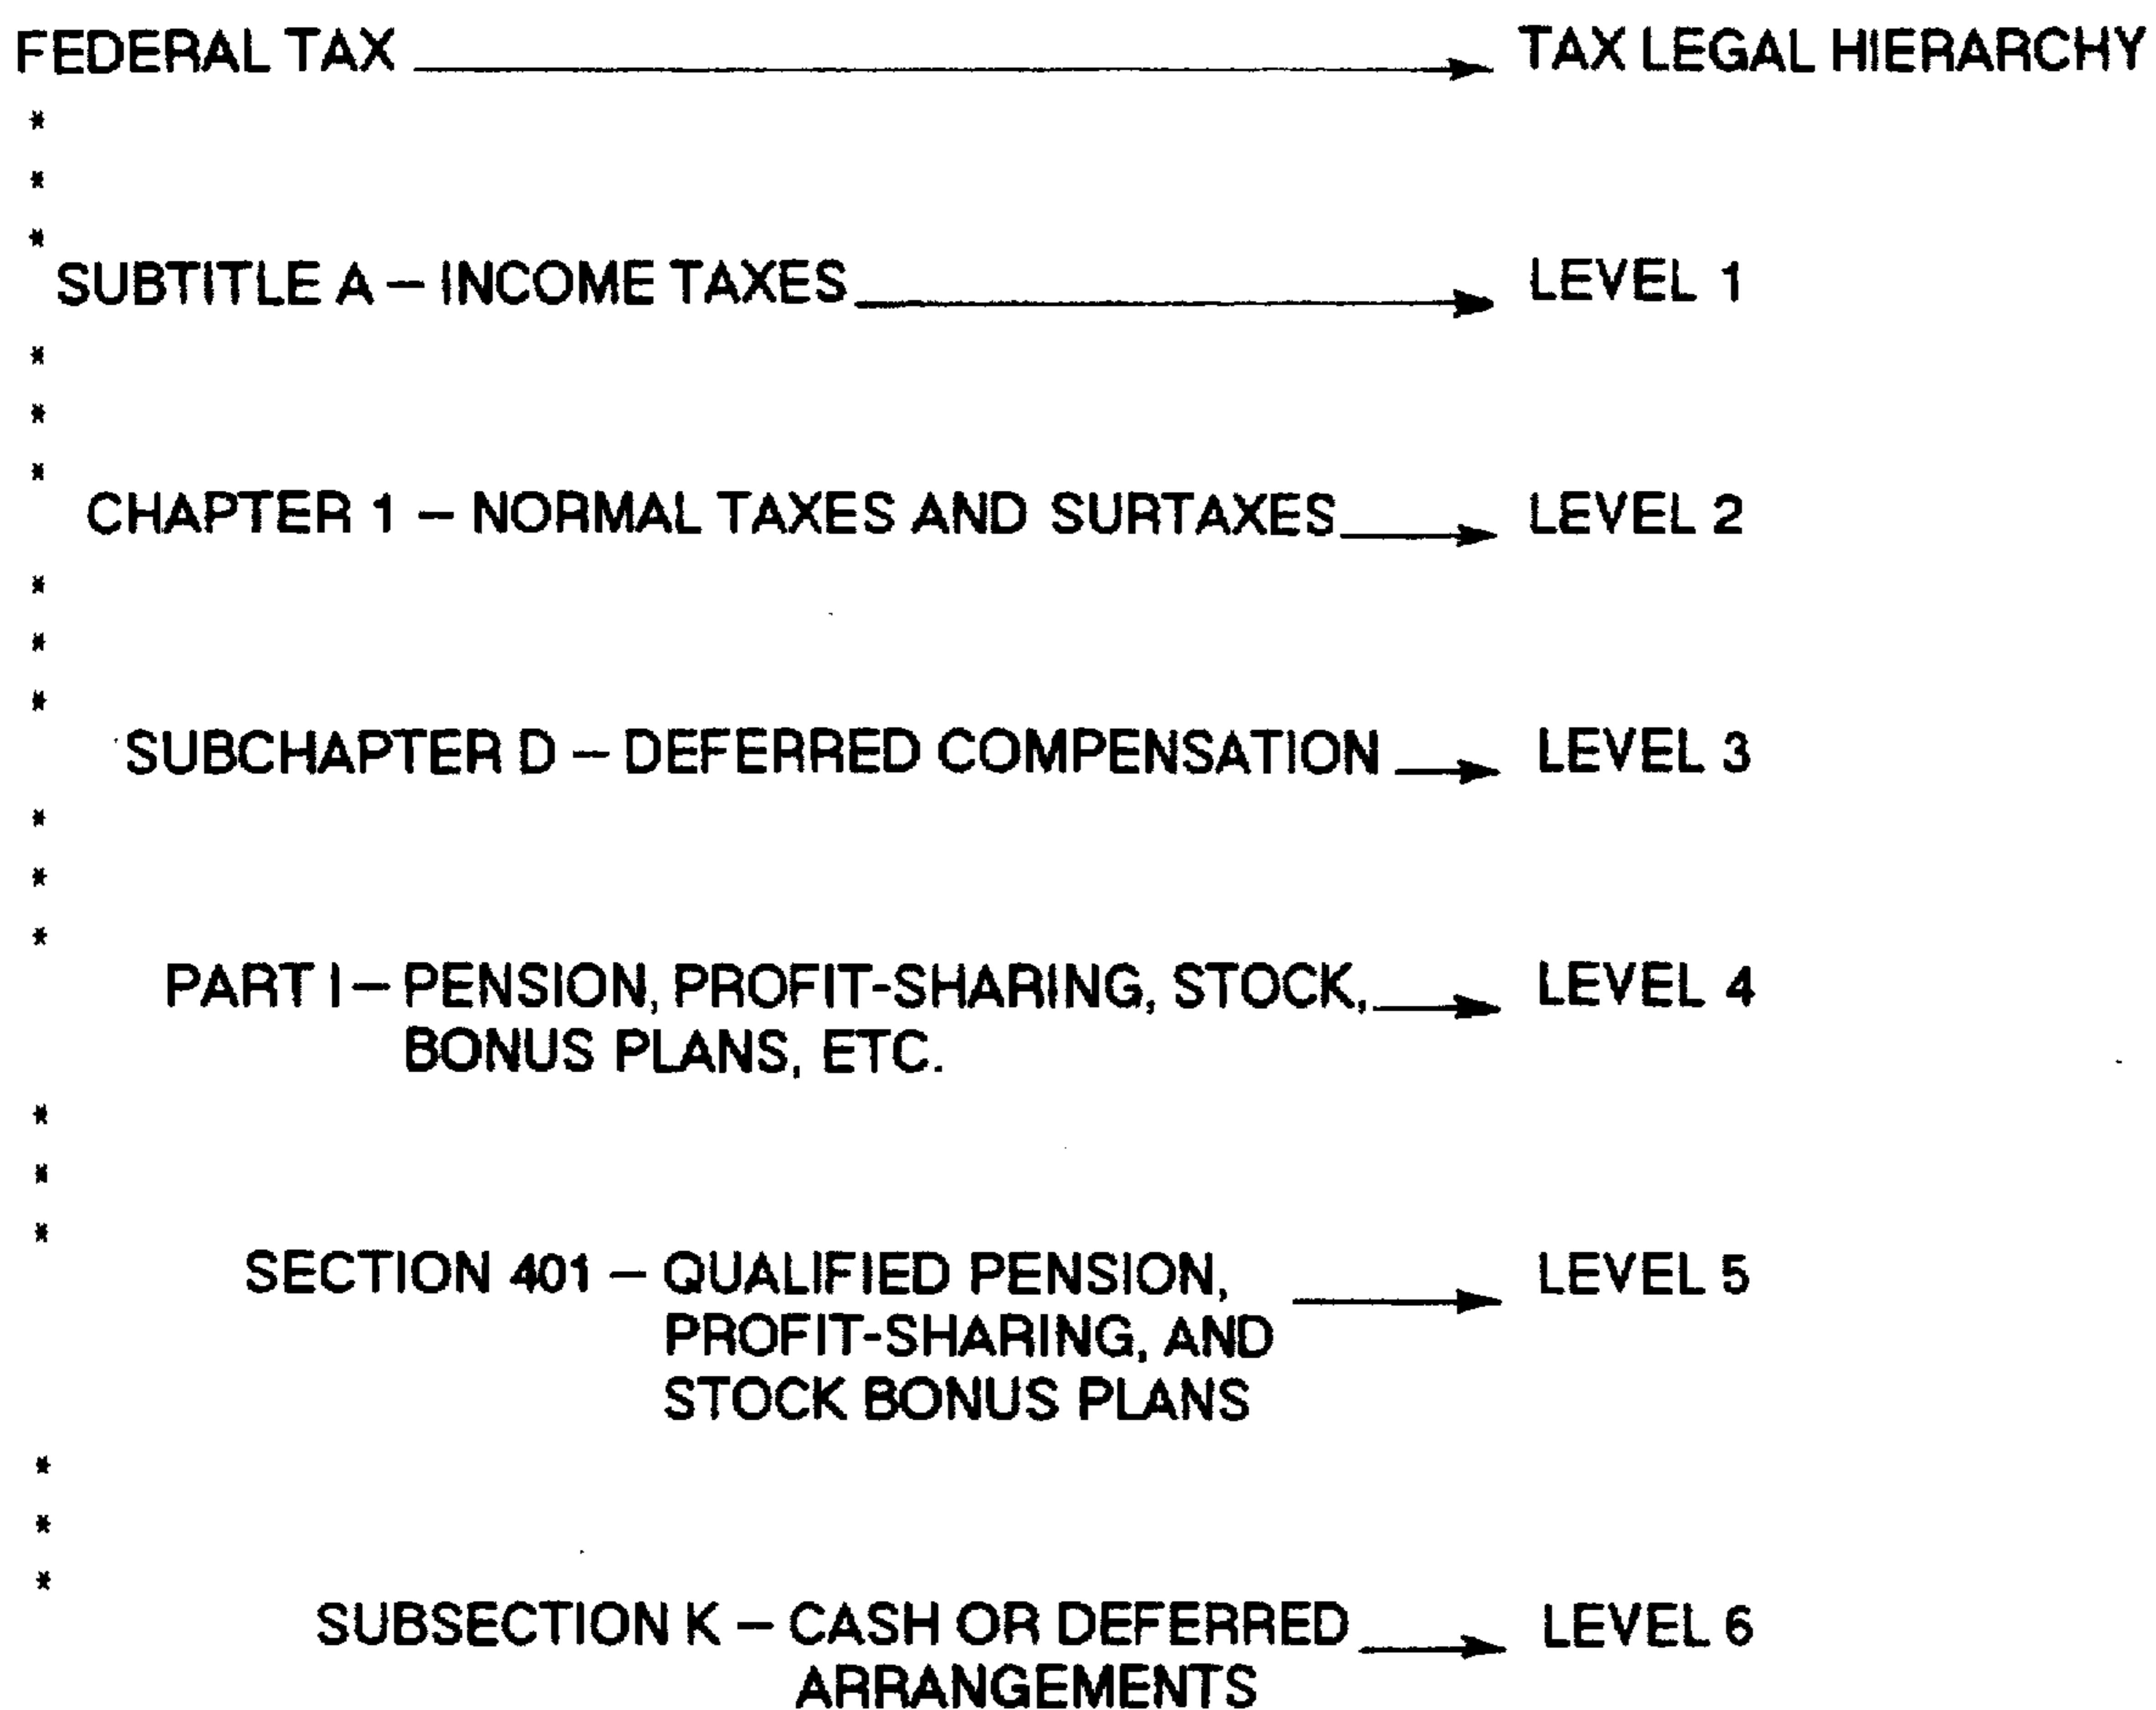 FEDERAL TAX TAX LEGAL HIERARCHY
*
*
*
SUBTITLE A – INCOME TAXES LEVEL 1
*
*
*
CHAPTER 1 – NORMAL TAXES AND SURTAXES LEVEL 2
*
*
*
SUBCHAPTER D – DEFERRED COMPENSATION LEVEL 3
*
*
*
PART I – PENSION, PROFIT-SHARING, STOCK, LEVEL 4
BONUS PLANS, ETC.
*
*
*
SECTION 401 – QUALIFIED PENSION, LEVEL 5
PROFIT-SHARING, AND
STOCK BONUS PLANS
*
*
*
SUBSECTION K – CASH OR DEFERRED LEVEL 6
ARRANGEMENTS